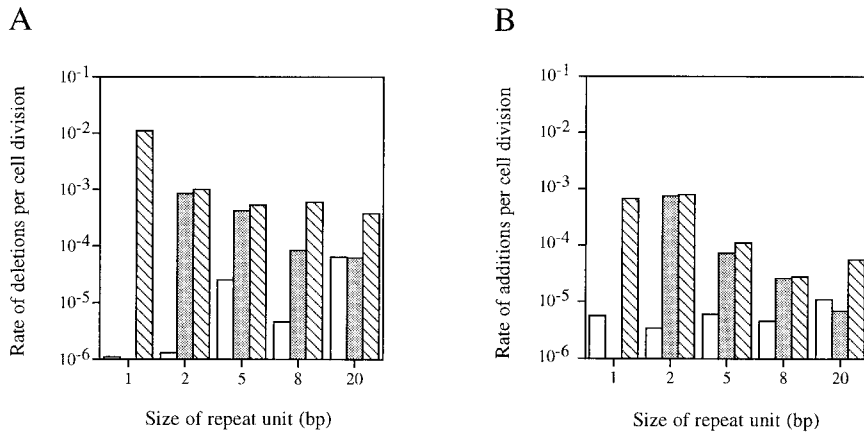 A
Rate of deletions per cell division
10-1
10-2
10-3
10-4
10-5
10-6
1 2 5 8 20
Size of repeat unit (bp)
B
Rate of additions per cell division
10-1
10-2
10-3
10-4
10-5
10-6
1 2 5 8 20
Size of repeat unit (bp)